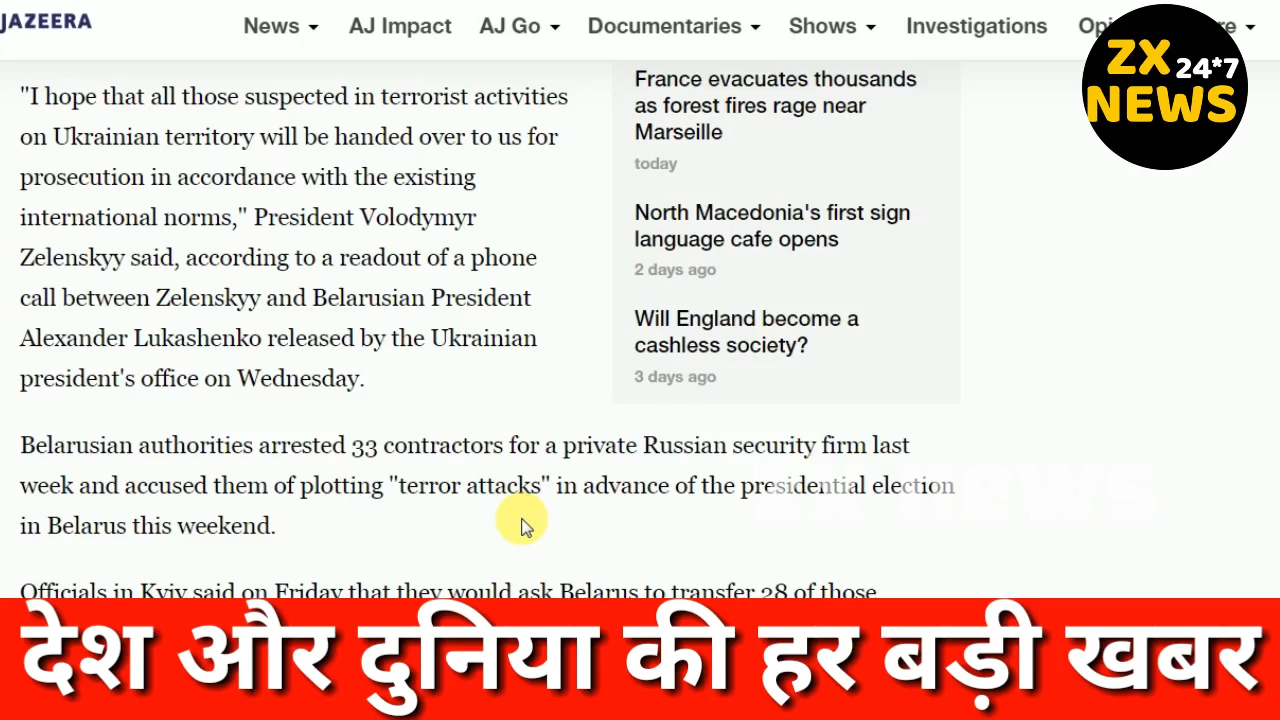 JAZEERA
News AJ Impact AJ Go Documentaries Shows Investigations
ZX 24*7
NEWS
"I hope that all those suspected in terrorist activities
on Ukrainian territory will be handed over to us for
prosecution in accordance with the existing
international norms," President Volodymyr
Zelenskyy said, according to a readout of a phone
call between Zelenskyy and Belarusian President
Alexander Lukashenko released by the Ukrainian
president's office on Wednesday.
France evacuates thousands
as forest fires rage near
Marseille
today
North Macedonia's first sign
language cafe opens
2 days ago
Will England become a
cashless society?
3 days ago
Belarusian authorities arrested 33 contractors for a private Russian security firm last
week and accused them of plotting "terror attacks" in advance of the presidential election
in Belarus this weekend.
zx news
Officials in Kyiv said on Friday that they would ask Belarus to transfer 28 of those
देश और दुनिया की हर बड़ी खबर